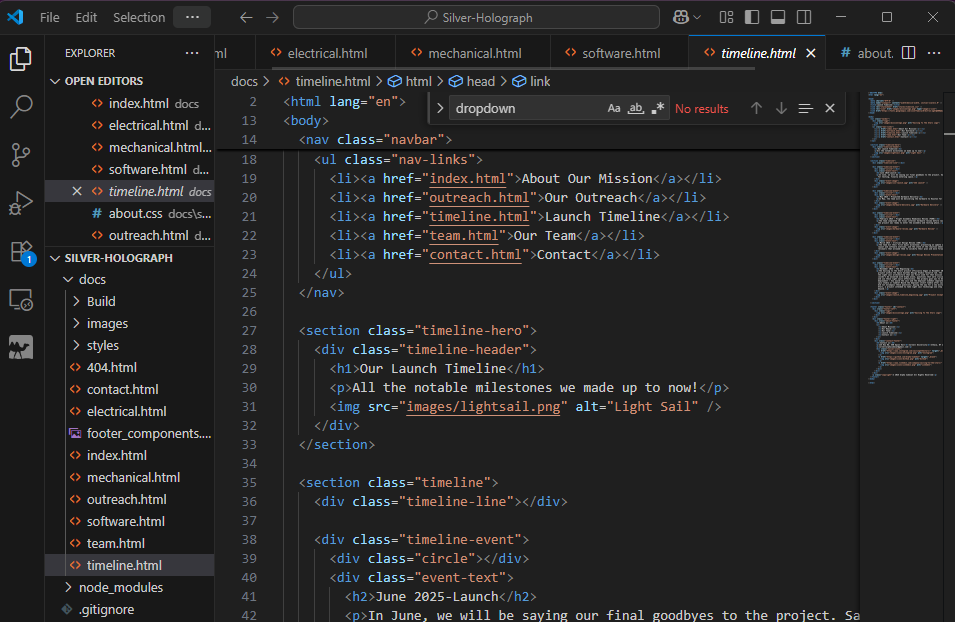 File Edit Selection ··· Silver-Holograph
EXPLORER ···
OPEN EDITORS
index.html docs
electrical.html d...
mechanical.html...
software.html d...
timeline.html docs
# about.css docs\s...
outreach.html d...
SILVER-HOLOGRAPH
docs
Build
images
styles
404.html
contact.html
electrical.html
footer_components....
index.html
mechanical.html
outreach.html
software.html
team.html
timeline.html
node_modules
.gitignore
1
ml electrical.html mechanical.html software.html timeline.html # about. ···
docs > timeline.html > html > head > link
dropdown Aa ab .* No results
2 <html lang="en">
13 <body>
14 <nav class="navbar">
18 <ul class="nav-links">
19 <li><a href="index.html">About Our Mission</a></li>
20 <li><a href="outreach.html">Our Outreach</a></li>
21 <li><a href="timeline.html">Launch Timeline</a></li>
22 <li><a href="team.html">Our Team</a></li>
23 <li><a href="contact.html">Contact</a></li>
24 </ul>
25 </nav>
26
27 <section class="timeline-hero">
28 <div class="timeline-header">
29 <h1>Our Launch Timeline</h1>
30 <p>All the notable milestones we made up to now!</p>
31 <img src="images/lightsail.png" alt="Light Sail" />
32 </div>
33 </section>
34
35 <section class="timeline">
36 <div class="timeline-line"></div>
37
38 <div class="timeline-event">
39 <div class="circle"></div>
40 <div class="event-text">
41 <h2>June 2025-Launch</h2>
42 <p>In June, we will be saying our final goodbyes to the project. Sa